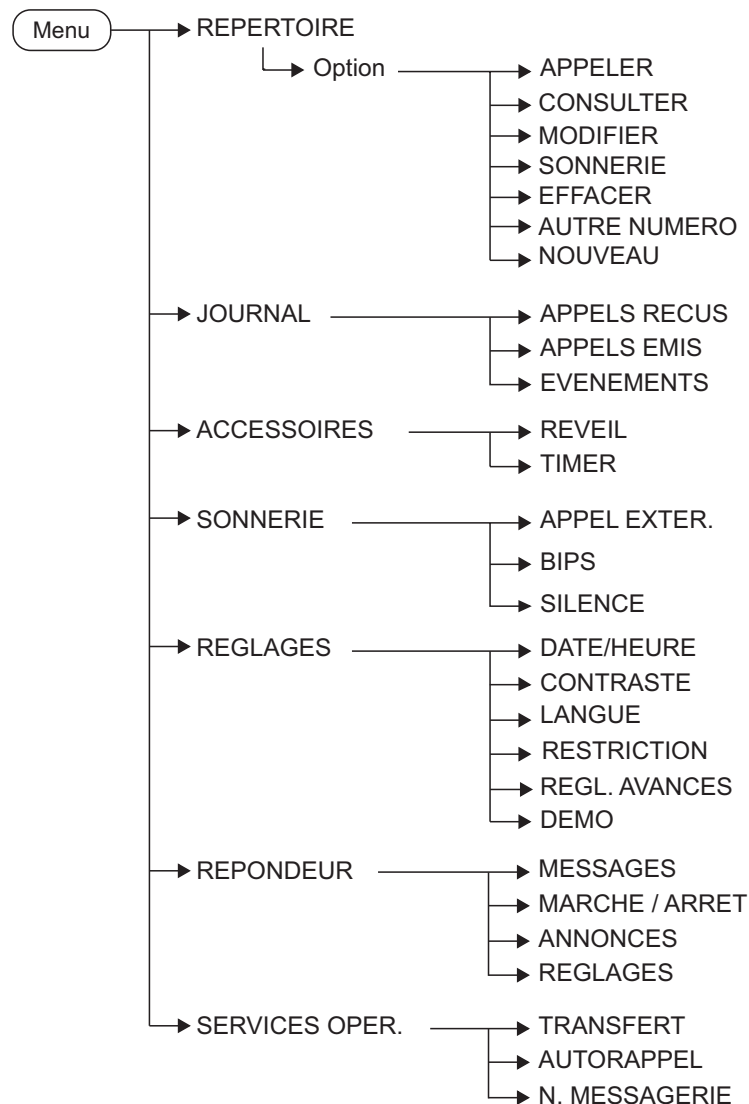 Menu
REPERTOIRE
Option
APPELER
CONSULTER
MODIFIER
SONNERIE
EFFACER
AUTRE NUMERO
NOUVEAU
JOURNAL
APPELS RECUS
APPELS EMIS
EVENEMENTS
ACCESSOIRES
REVEIL
TIMER
SONNERIE
APPEL EXTER.
BIPS
SILENCE
REGLAGES
DATE/HEURE
CONTRASTE
LANGUE
RESTRICTION
REGL. AVANCES
DEMO
REPONDEUR
MESSAGES
MARCHE / ARRET
ANNONCES
REGLAGES
SERVICES OPER.
TRANSFERT
AUTORAPPEL
N. MESSAGERIE